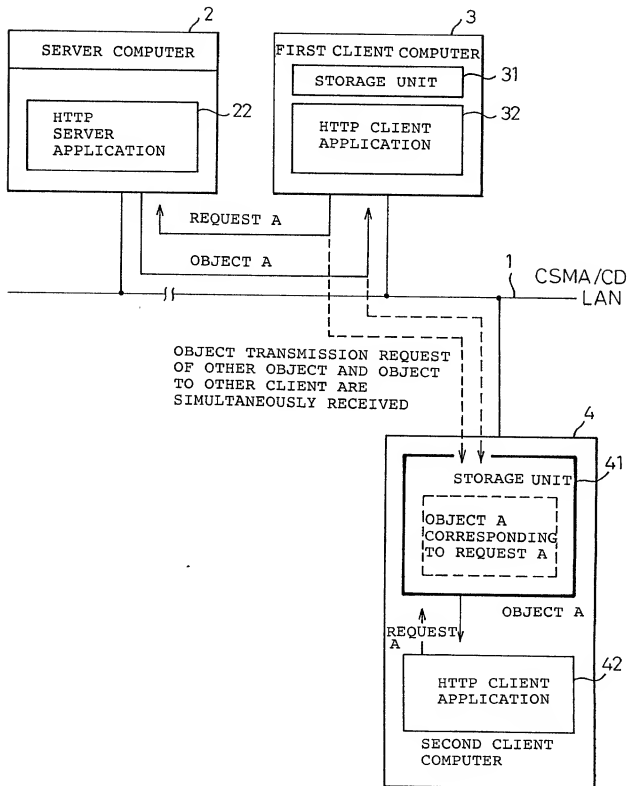 2
SERVER COMPUTER
HTTP
SERVER
APPLICATION
22
3
FIRST CLIENT COMPUTER
STORAGE UNIT
31
HTTP CLIENT
APPLICATION
32
REQUEST A
OBJECT A
1
CSMA/CD
LAN
OBJECT TRANSMISSION REQUEST
OF OTHER OBJECT AND OBJECT
TO OTHER CLIENT ARE
SIMULTANEOUSLY RECEIVED
4
STORAGE UNIT
41
OBJECT A
CORRESPONDING
TO REQUEST A
OBJECT A
REQUEST
A
HTTP CLIENT
APPLICATION
42
SECOND CLIENT
COMPUTER